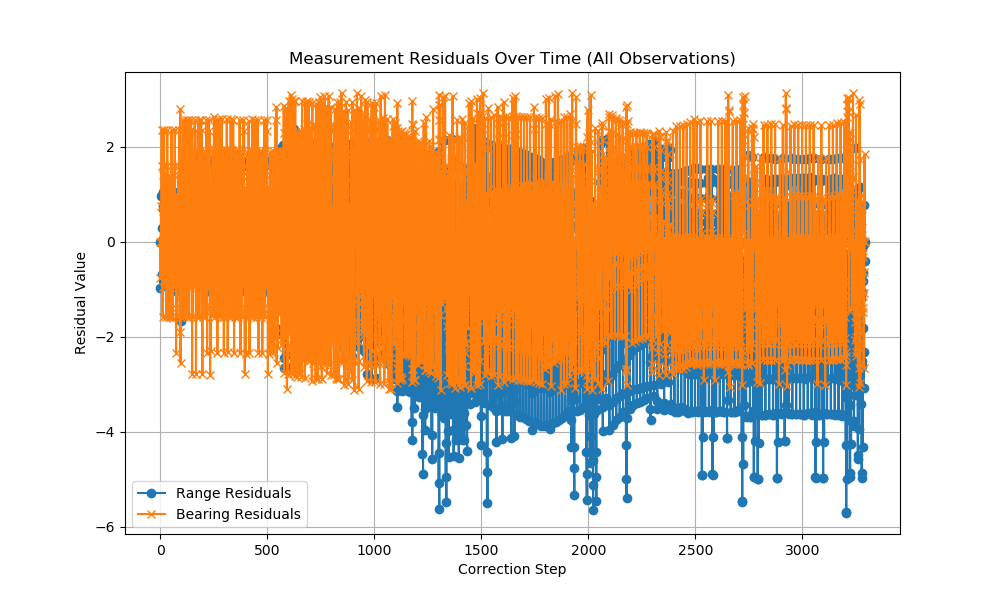 Measurement Residuals Over Time (All Observations)
Residual Value
2
0
−2
−4
−6
Range Residuals
Bearing Residuals
0 500 1000 1500 2000 2500 3000
Correction Step